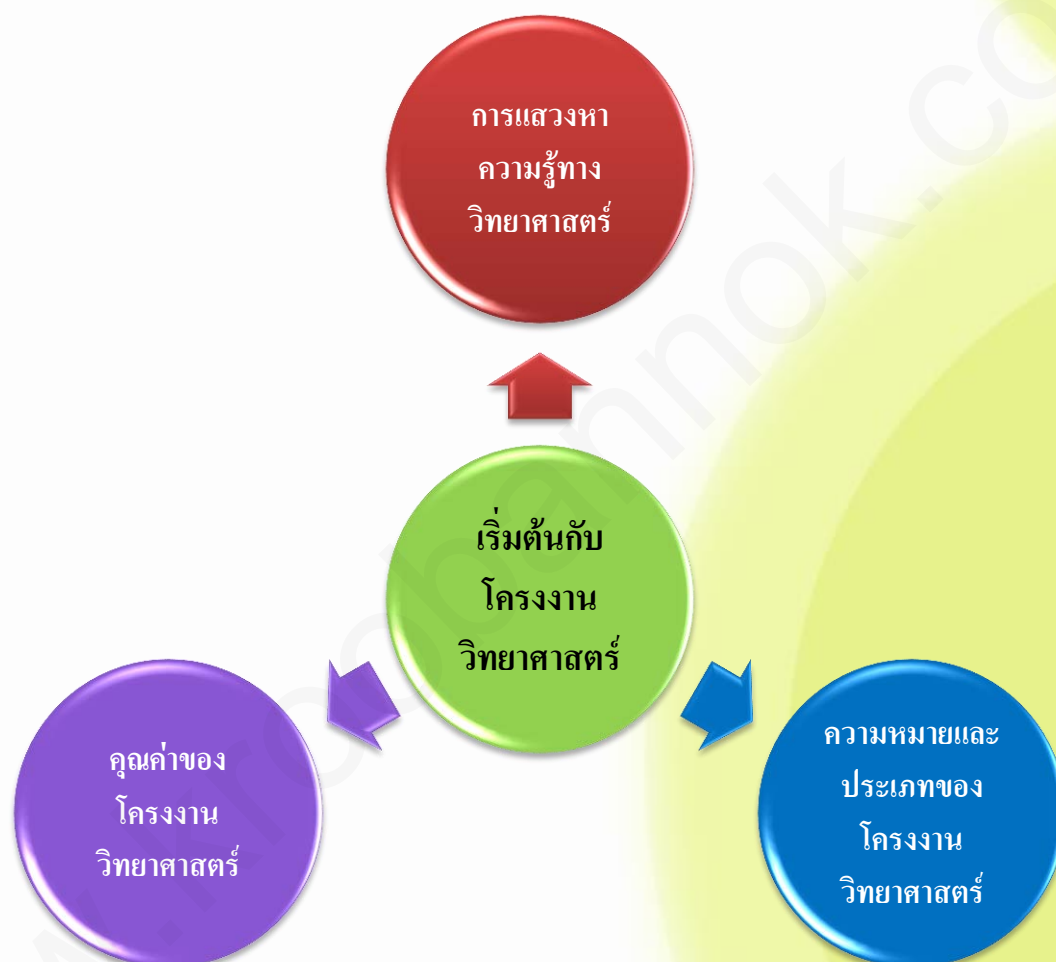 การแสวงหา
ความรู้ทาง
วิทยาศาสตร์
เริ่มต้นกับ
โครงงาน
วิทยาศาสตร์
คุณค่าของ
โครงงาน
วิทยาศาสตร์
ความหมายและ
ประเภทของ
โครงงาน
วิทยาศาสตร์
www.kroobannok.co